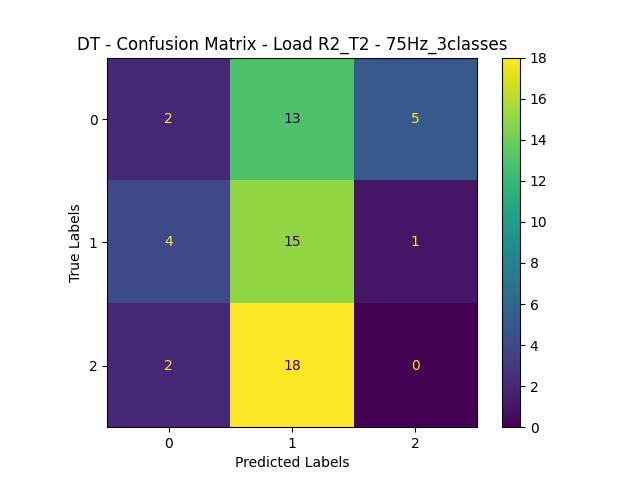 DT - Confusion Matrix - Load R2_T2 - 75Hz_3classes
True Labels
0 2 13 5
1 4 15 1
2 2 18 0
0 1 2
Predicted Labels
18
16
14
12
10
8
6
4
2
0